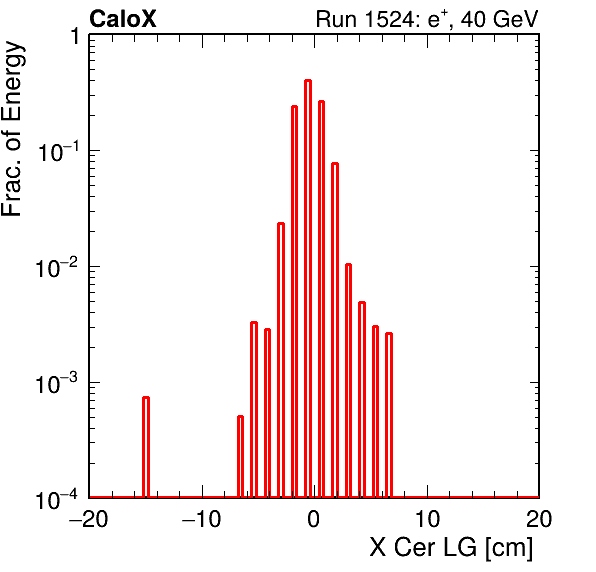 CaloX Run 1524: e⁺, 40 GeV
Frac. of Energy
1
10⁻¹
10⁻²
10⁻³
10⁻⁴
−20 −10 0 10 20
X Cer LG [cm]